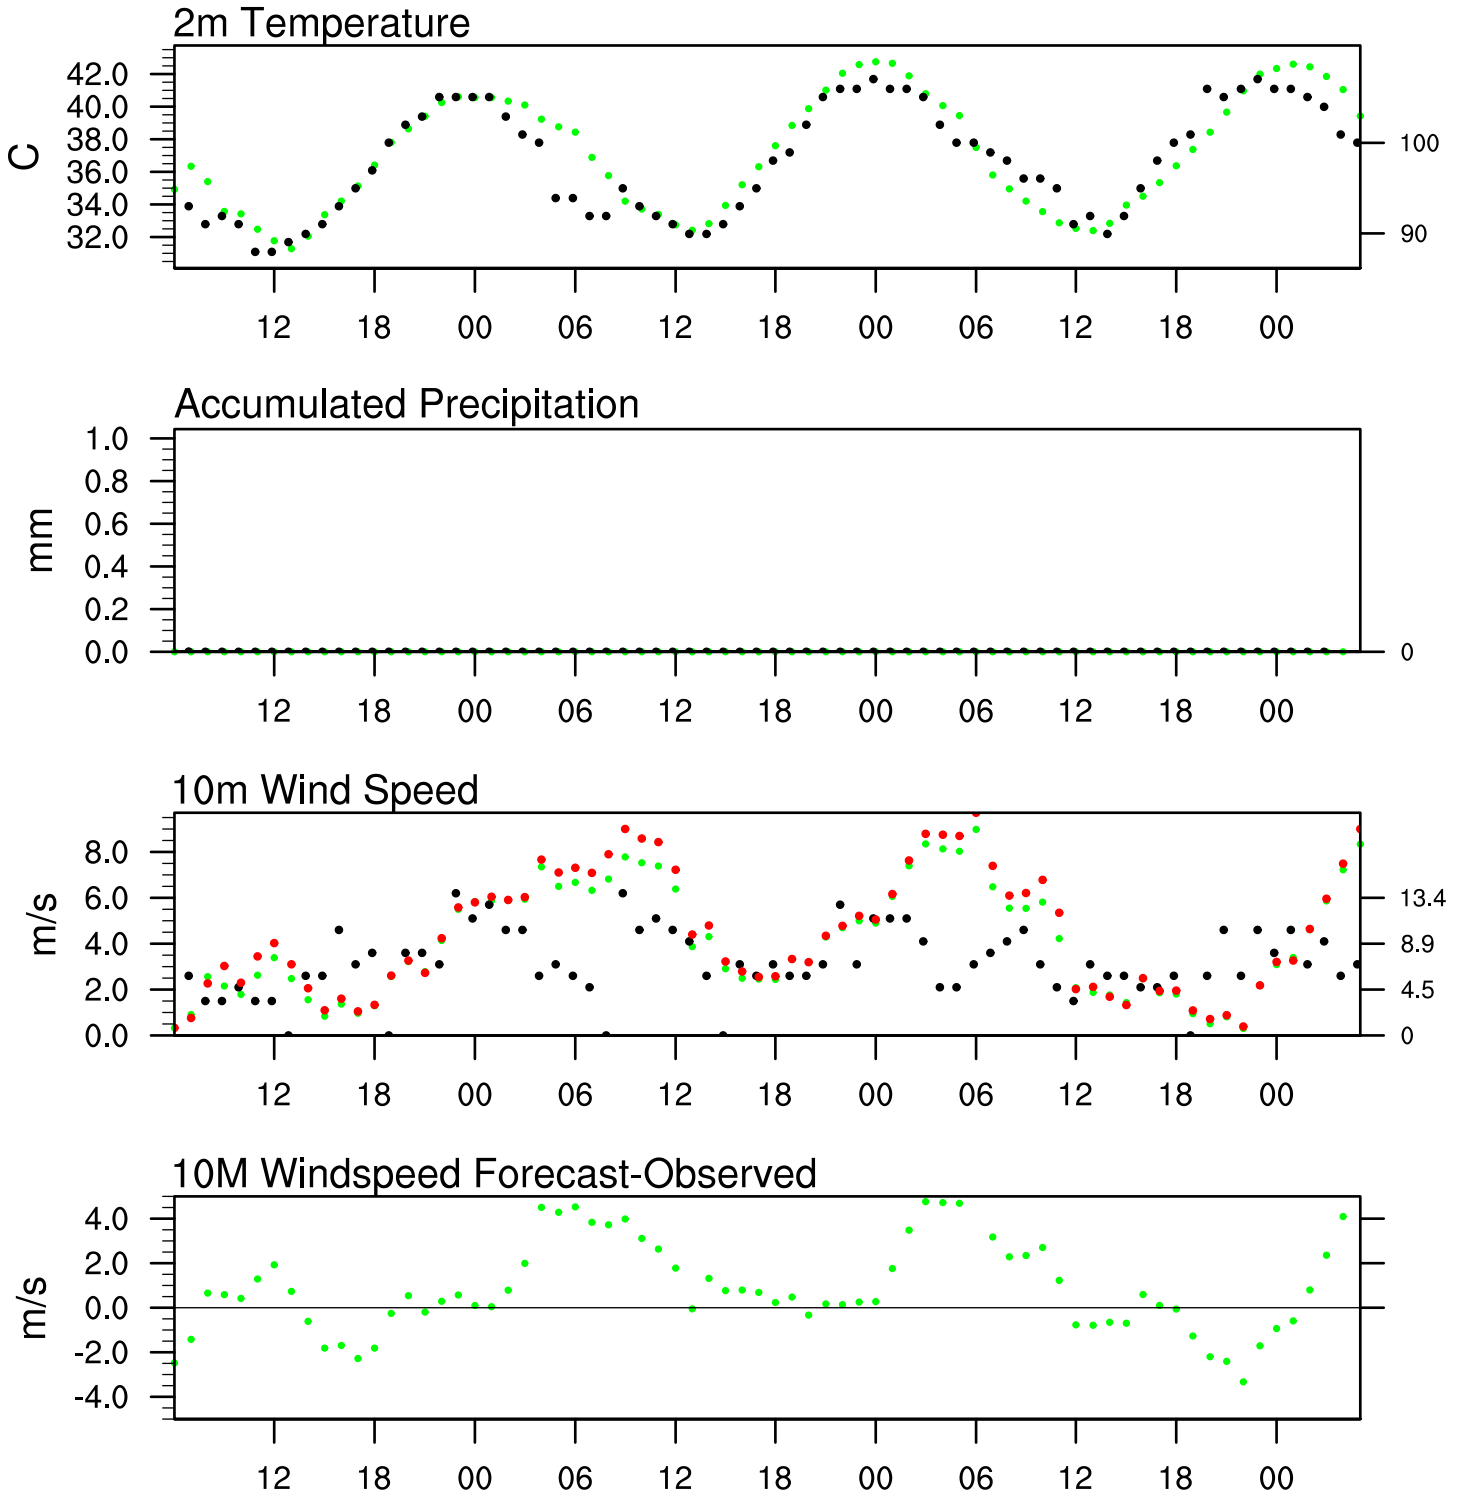 2m Temperature
42.0
40.0
38.0
36.0
34.0
32.0
C
100
90
12 18 00 06 12 18 00 06 12 18 00
Accumulated Precipitation
1.0
0.8
0.6
0.4
0.2
0.0
mm
0
12 18 00 06 12 18 00 06 12 18 00
10m Wind Speed
8.0
6.0
4.0
2.0
0.0
m/s
13.4
8.9
4.5
0
12 18 00 06 12 18 00 06 12 18 00
10M Windspeed Forecast-Observed
4.0
2.0
0.0
-2.0
-4.0
m/s
12 18 00 06 12 18 00 06 12 18 00